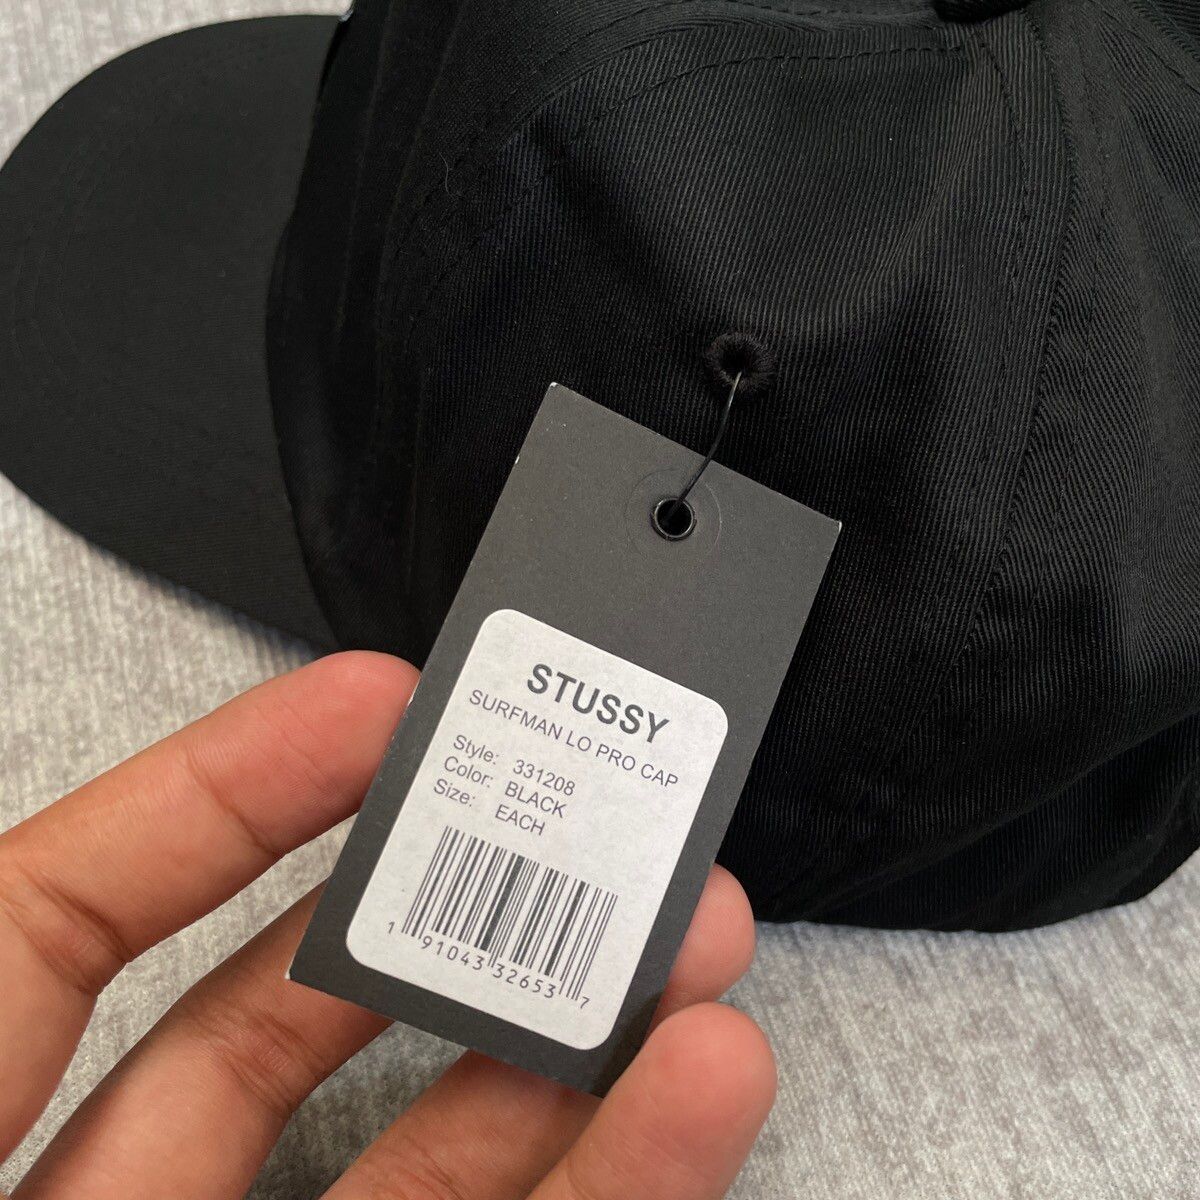 STUSSY
SURFMAN LO PRO CAP
Style: 331208
Color: BLACK
Size: EACH
1 91043 32653 7